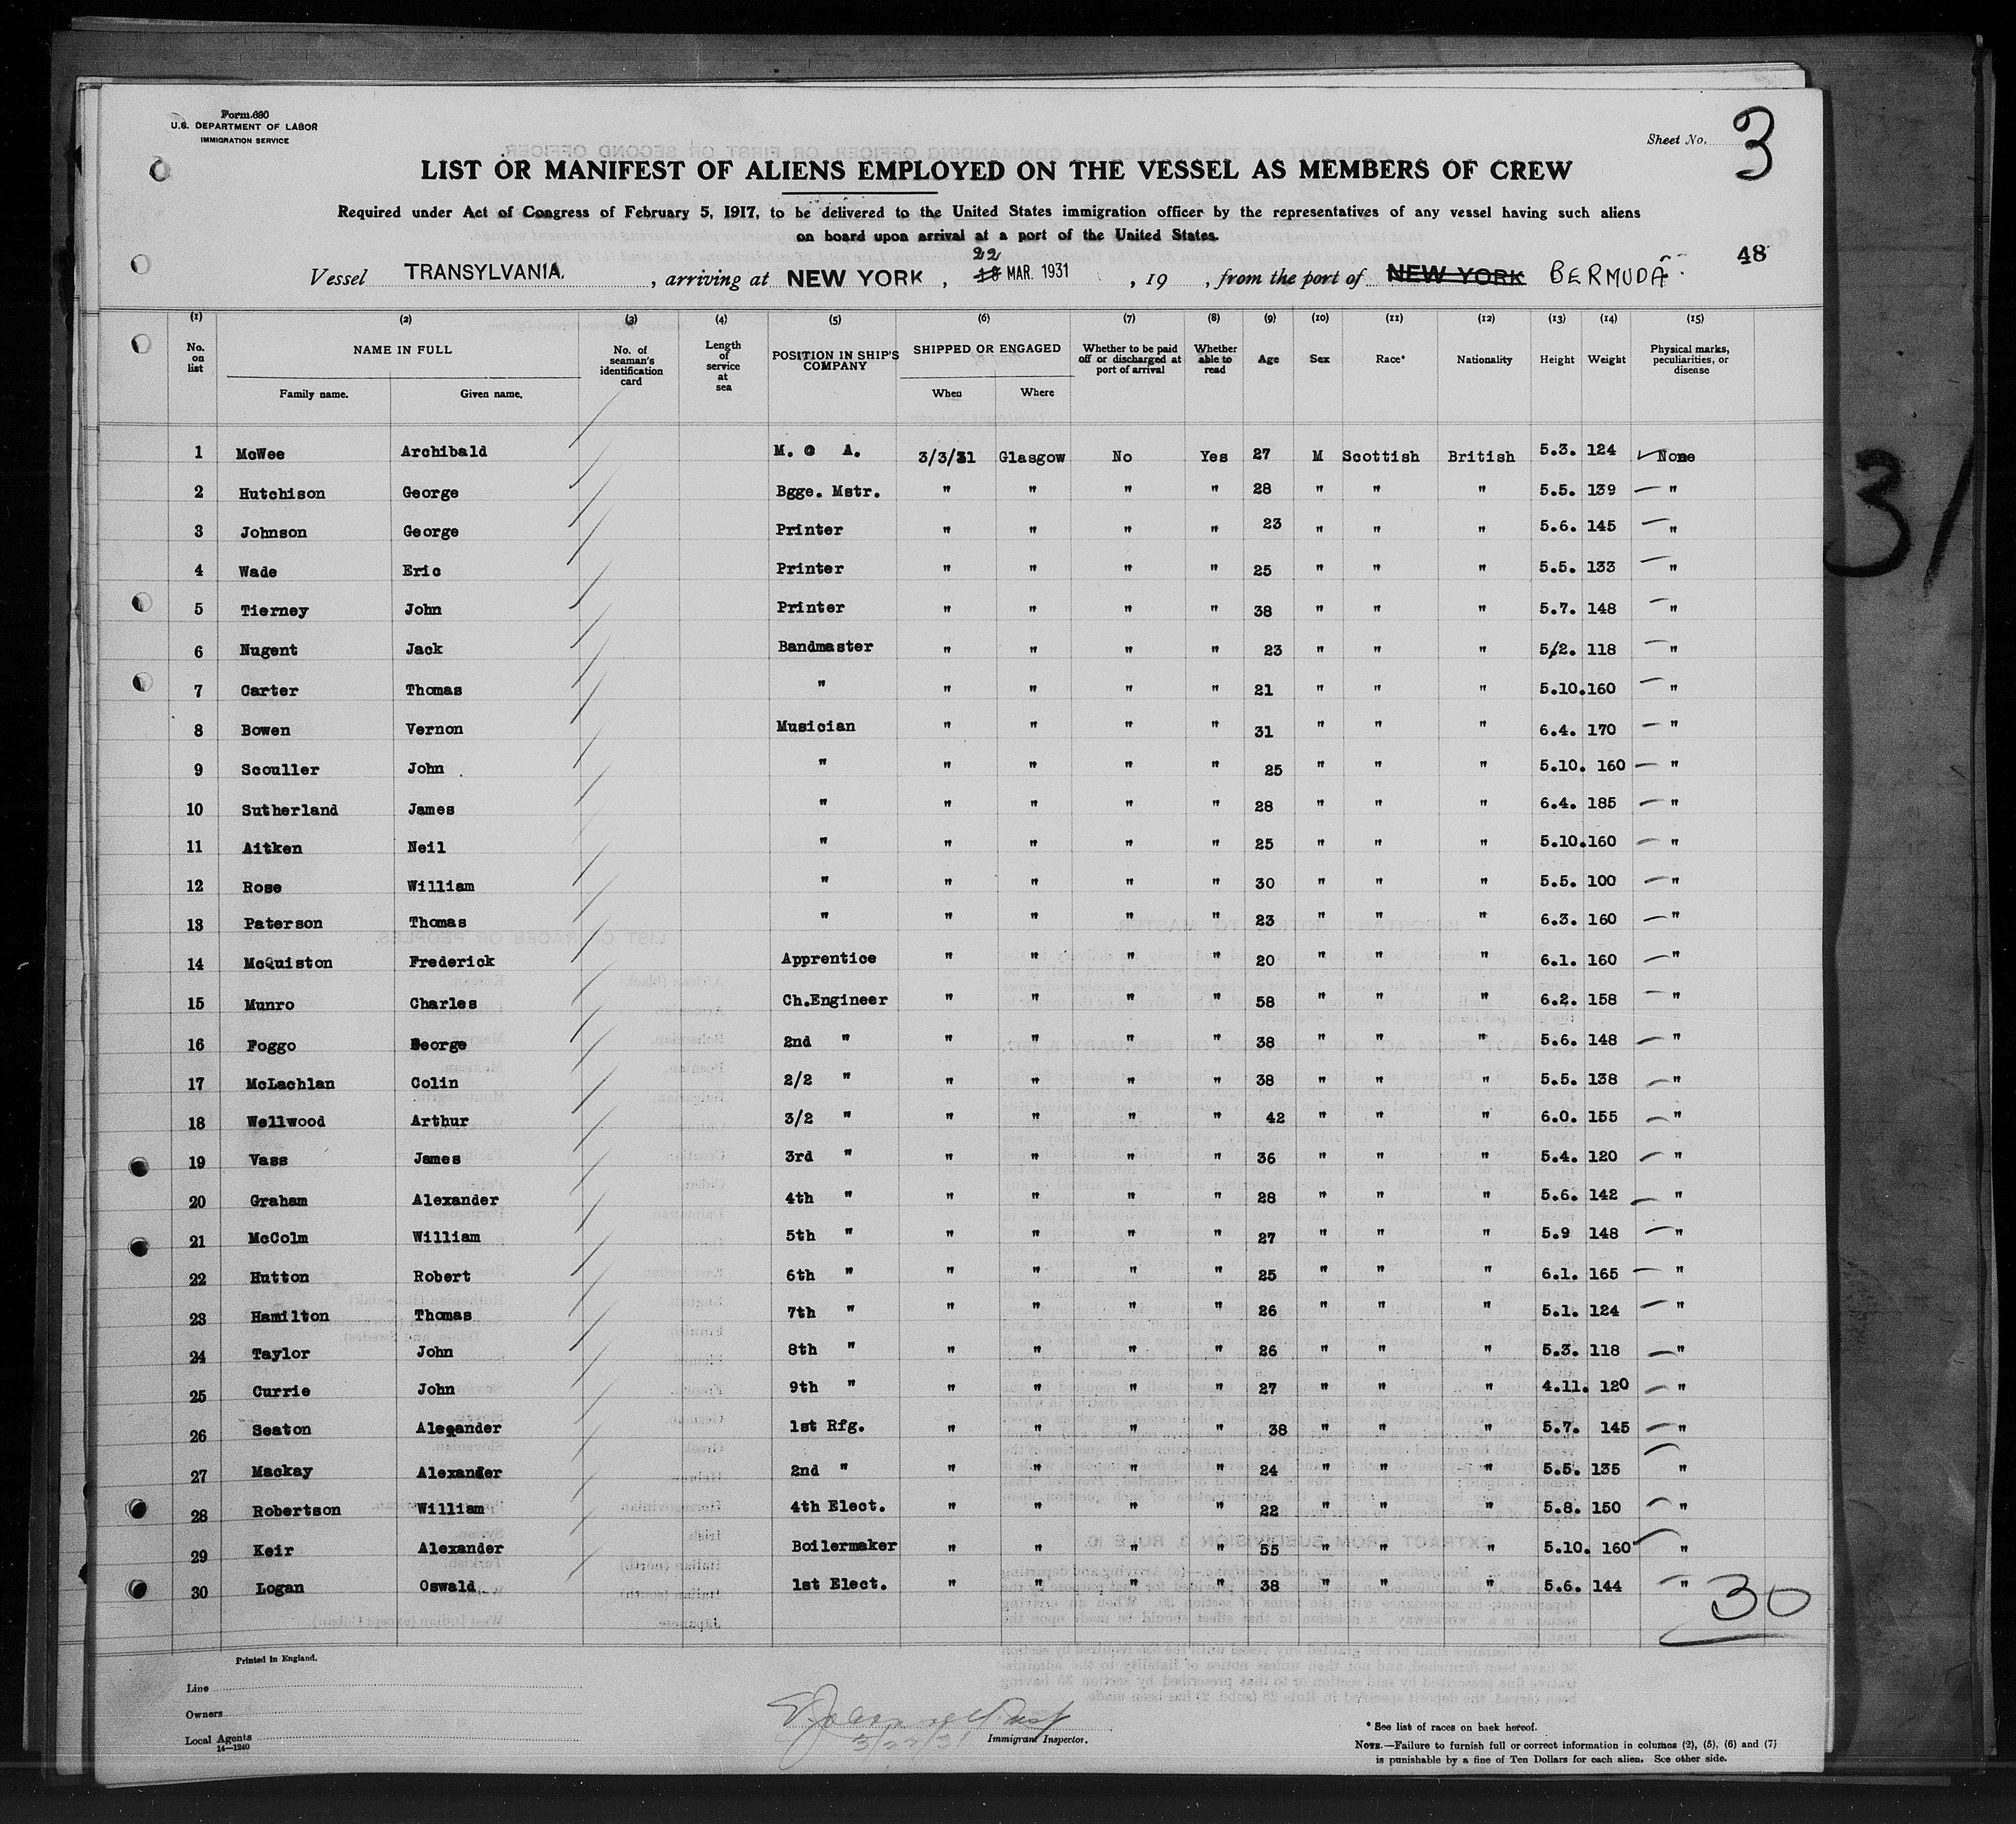 Form 680
U.S. DEPARTMENT OF LABOR
IMMIGRATION SERVICE
Sheet No. 3
LIST OR MANIFEST OF ALIENS EMPLOYED ON THE VESSEL AS MEMBERS OF CREW
Required under Act of Congress of February 5, 1917, to be delivered to the United States immigration officer by the representatives of any vessel having such aliens
on board upon arrival at a port of the United States.
48
22
Vessel TRANSYLVANIA. , arriving at NEW YORK , 18 MAR. 1931 , 19 , from the port of NEW YORK BERMUDA
(1) (2) (3) (4) (5) (6) (7) (8) (9) (10) (11) (12) (13) (14) (15)
No. on list NAME IN FULL Family name. Given name. No. of seaman's identification card Length of service at sea POSITION IN SHIP'S COMPANY SHIPPED OR ENGAGED When Where Whether to be paid off or discharged at port of arrival Whether able to read Age Sex Race* Nationality Height Weight Physical marks, peculiarities, or disease
1 McWee Archibald M. O A. 3/3/31 Glasgow No Yes 27 M Scottish British 5.3. 124 None
2 Hutchison George Bgge. Mstr. " " " " 28 " " " 5.5. 139 "
3 Johnson George Printer " " " " 23 " " " 5.6. 145 "
4 Wade Eric Printer " " " " 25 " " " 5.5. 133 "
5 Tierney John Printer " " " " 38 " " " 5.7. 148 "
6 Nugent Jack Bandmaster " " " " 23 " " " 5/2. 118 "
7 Carter Thomas " " " " " 21 " " " 5.10. 160 "
8 Bowen Vernon Musician " " " " 31 " " " 6.4. 170 "
9 Scouller John " " " " " 25 " " " 5.10. 160 "
10 Sutherland James " " " " " 28 " " " 6.4. 185 "
11 Aitken Neil " " " " " 25 " " " 5.10. 160 "
12 Rose William " " " " " 30 " " " 5.5. 100 "
13 Paterson Thomas " " " " " 23 " " " 6.3. 160 "
14 McQuiston Frederick Apprentice " " " " 20 " " " 6.1. 160 "
15 Munro Charles Ch.Engineer " " " " 58 " " " 6.2. 158 "
16 Foggo George 2nd " " " " " 38 " " " 5.6. 148 "
17 McLachlan Colin 2/2 " " " " " 38 " " " 5.5. 138 "
18 Wellwood Arthur 3/2 " " " " " 42 " " " 6.0. 155 "
19 Vass James 3rd " " " " " 36 " " " 5.4. 120 "
20 Graham Alexander 4th " " " " " 28 " " " 5.6. 142 "
21 McColm William 5th " " " " " 27 " " " 5.9 148 "
22 Hutton Robert 6th " " " " " 25 " " " 6.1. 165 "
23 Hamilton Thomas 7th " " " " " 26 " " " 5.1. 124 "
24 Taylor John 8th " " " " " 26 " " " 5.3. 118 "
25 Currie John 9th " " " " " 27 " " " 4.11. 120 "
26 Seaton Alexander 1st Rfg. " " " " 38 " " " 5.7. 145 "
27 Mackay Alexander 2nd " " " " " 24 " " " 5.5. 135 "
28 Robertson William 4th Elect. " " " " 22 " " " 5.8. 150 "
29 Keir Alexander Boilermaker " " " " 55 " " " 5.10. 160 "
30 Logan Oswald 1st Elect. " " " " 38 " " " 5.6. 144 "
30
31
Printed in England.
Line
Owners
Local Agents
14—1240
3/22/31
Immigrant Inspector.
* See list of races on back hereof.
NOTE.—Failure to furnish full or correct information in columns (2), (5), (6) and (7)
is punishable by a fine of Ten Dollars for each alien. See other side.